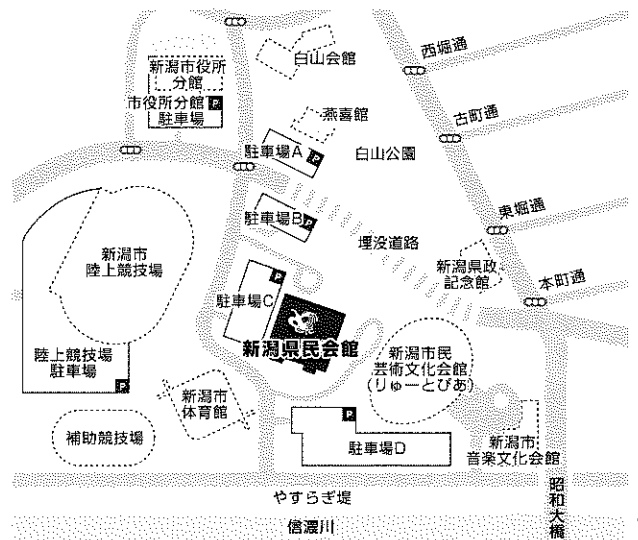 西堀通
白山会館
新潟市役所
分館
市役所分館
駐車場
P
古町通
燕喜館
駐車場A
P
白山公園
東堀通
駐車場B
P
埋没道路
新潟市
陸上競技場
新潟県政
記念館
本町通
駐車場C
P
新潟県民会館
新潟市民
芸術文化会館
(りゅーとぴあ)
陸上競技場
駐車場
P
新潟市
体育館
補助競技場
P
駐車場D
新潟市
音楽文化会館
やすらぎ堤
信濃川
昭和大橋